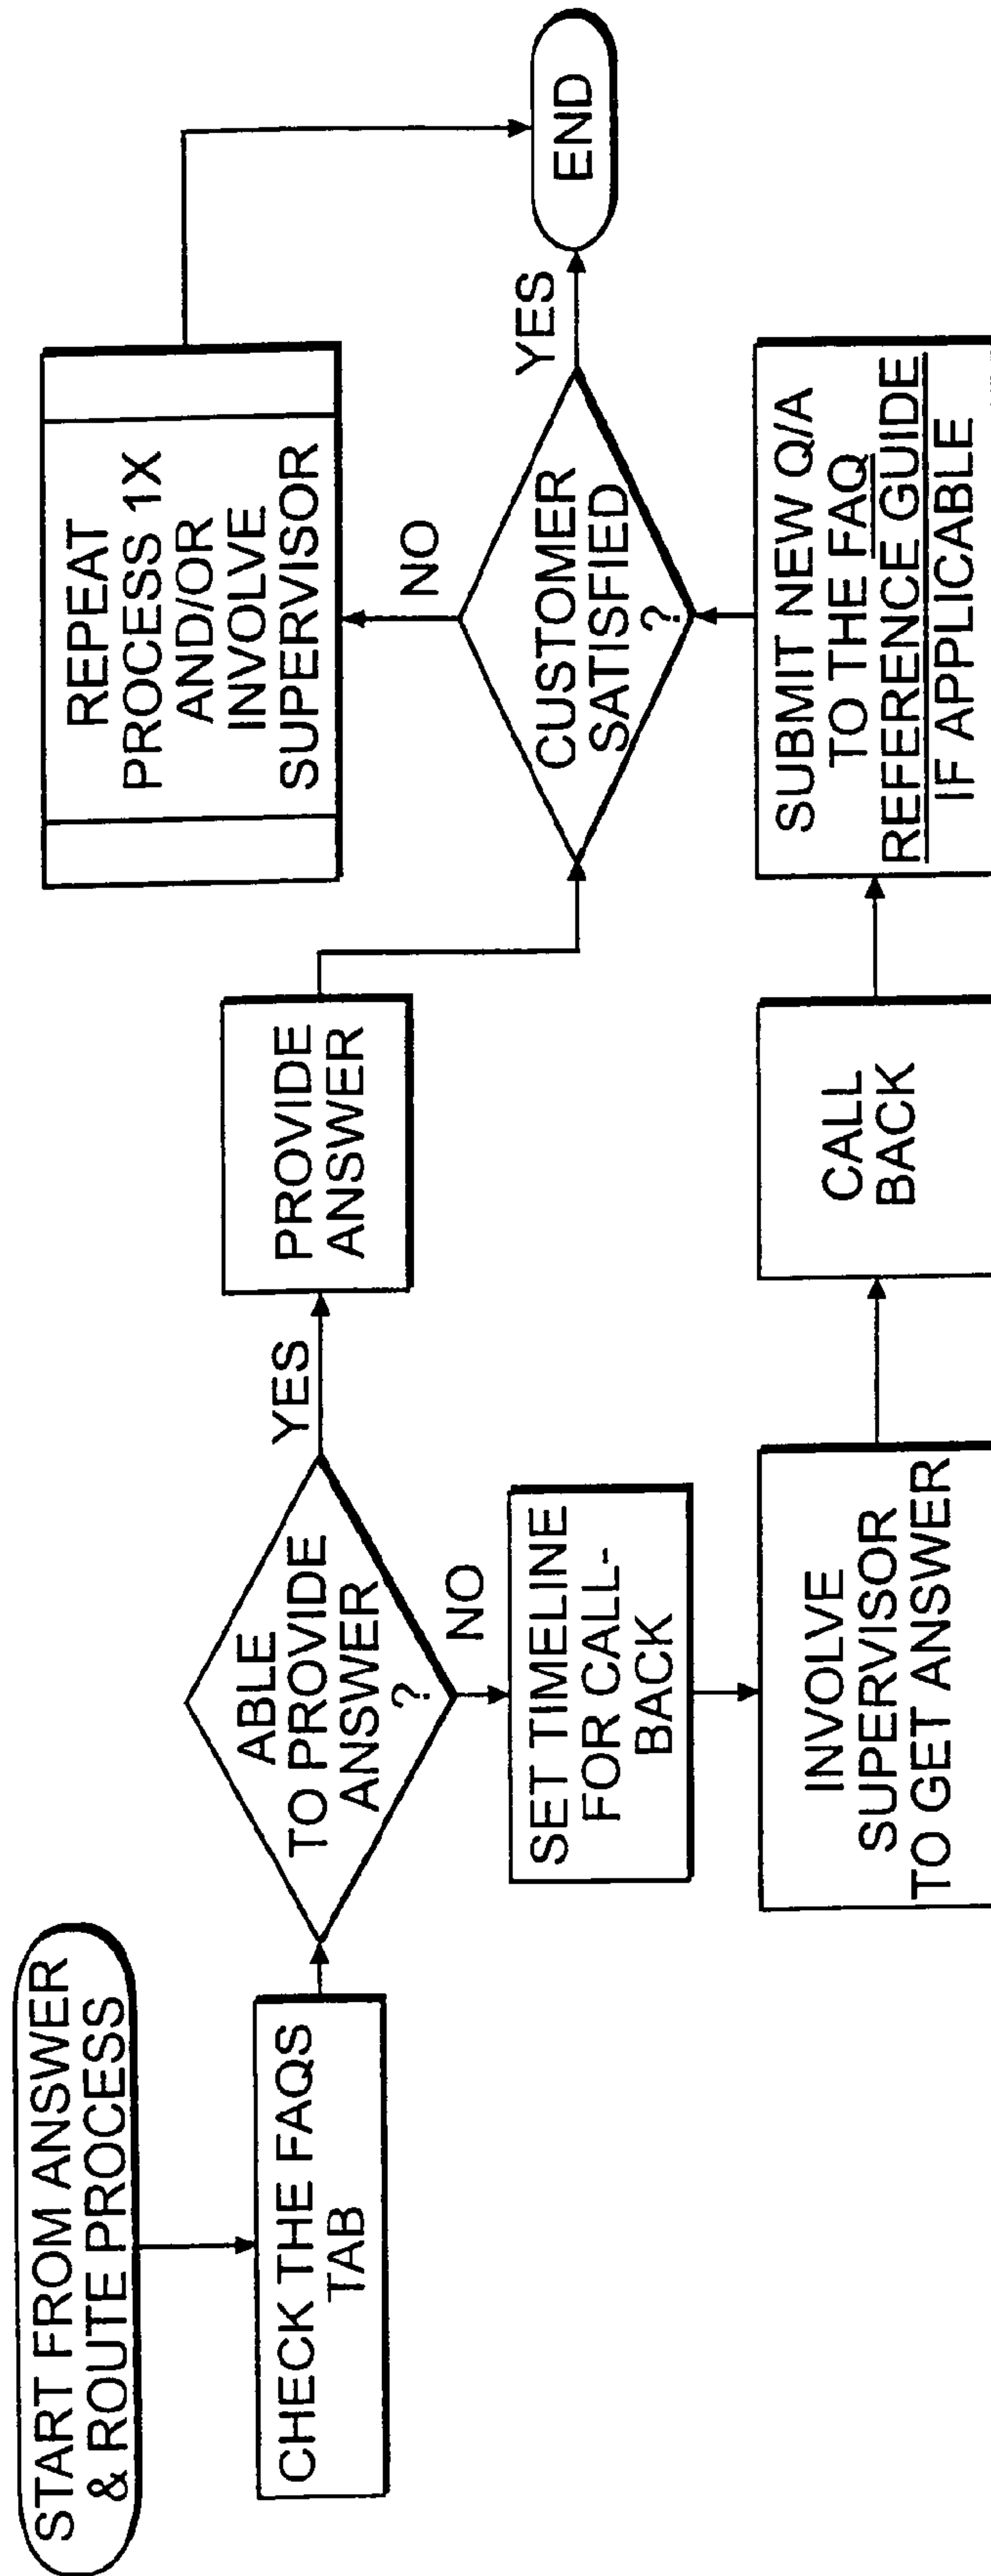 START FROM ANSWER
& ROUTE PROCESS
CHECK THE FAQS
TAB
ABLE
TO PROVIDE
ANSWER
?
YES
NO
PROVIDE
ANSWER
SET TIMELINE
FOR CALL-
BACK
INVOLVE
SUPERVISOR
TO GET ANSWER
CALL
BACK
SUBMIT NEW Q/A
TO THE FAQ
REFERENCE GUIDE
IF APPLICABLE
CUSTOMER
SATISFIED
?
NO
YES
REPEAT
PROCESS 1X
AND/OR
INVOLVE
SUPERVISOR
END